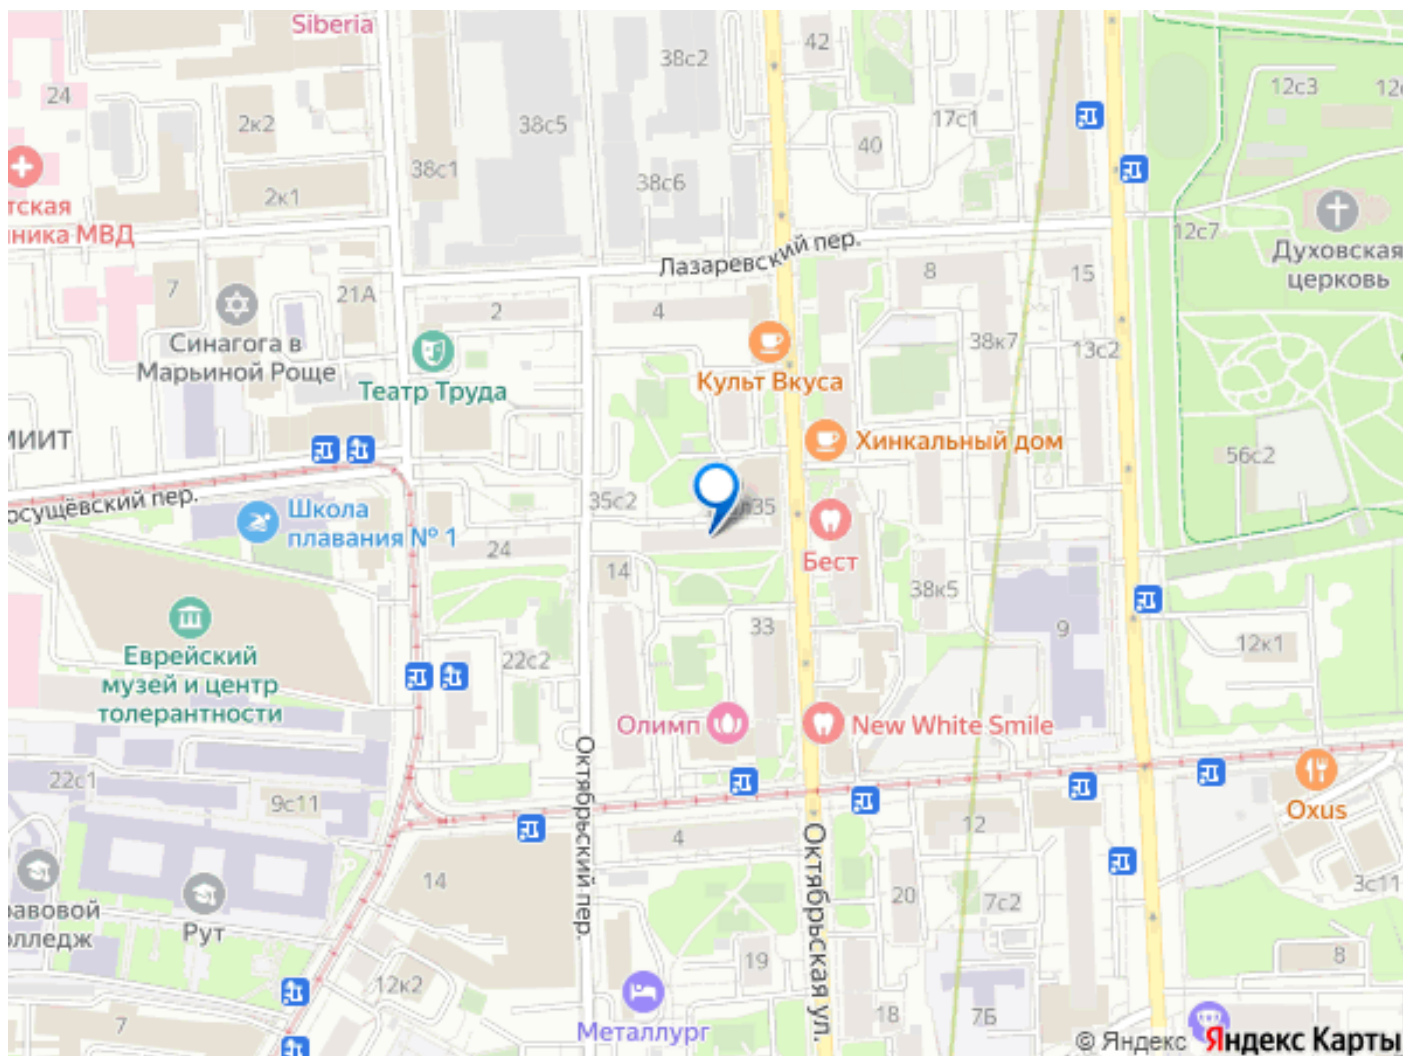 Siberia
42
38с2
24
12с3
2к2
38с5
17с1
40
38с1
38с6
2к1
тская
ника МВД
12с7
Духовская
церковь
Лазаревский пер.
8
15
7
21А
2
4
Синагога в
Марьиной Роще
38к7
13с2
Театр Труда
Культ Вкуса
МИИТ
Хинкальный дом
56с2
осущёвский пер.
35с2
35
Школа
плавания № 1
24
Бест
14
38к5
9
33
12к1
Еврейский
музей и центр
толерантности
22с2
Олимп
New White Smile
22с1
9с11
Октябрьский пер.
Oxus
4
12
Октябрьская ул.
14
20
7с2
3с11
равовой
олледж
Рут
19
8
12к2
Металлург
7
18
7Б
© Яндекс Яндекс Карты